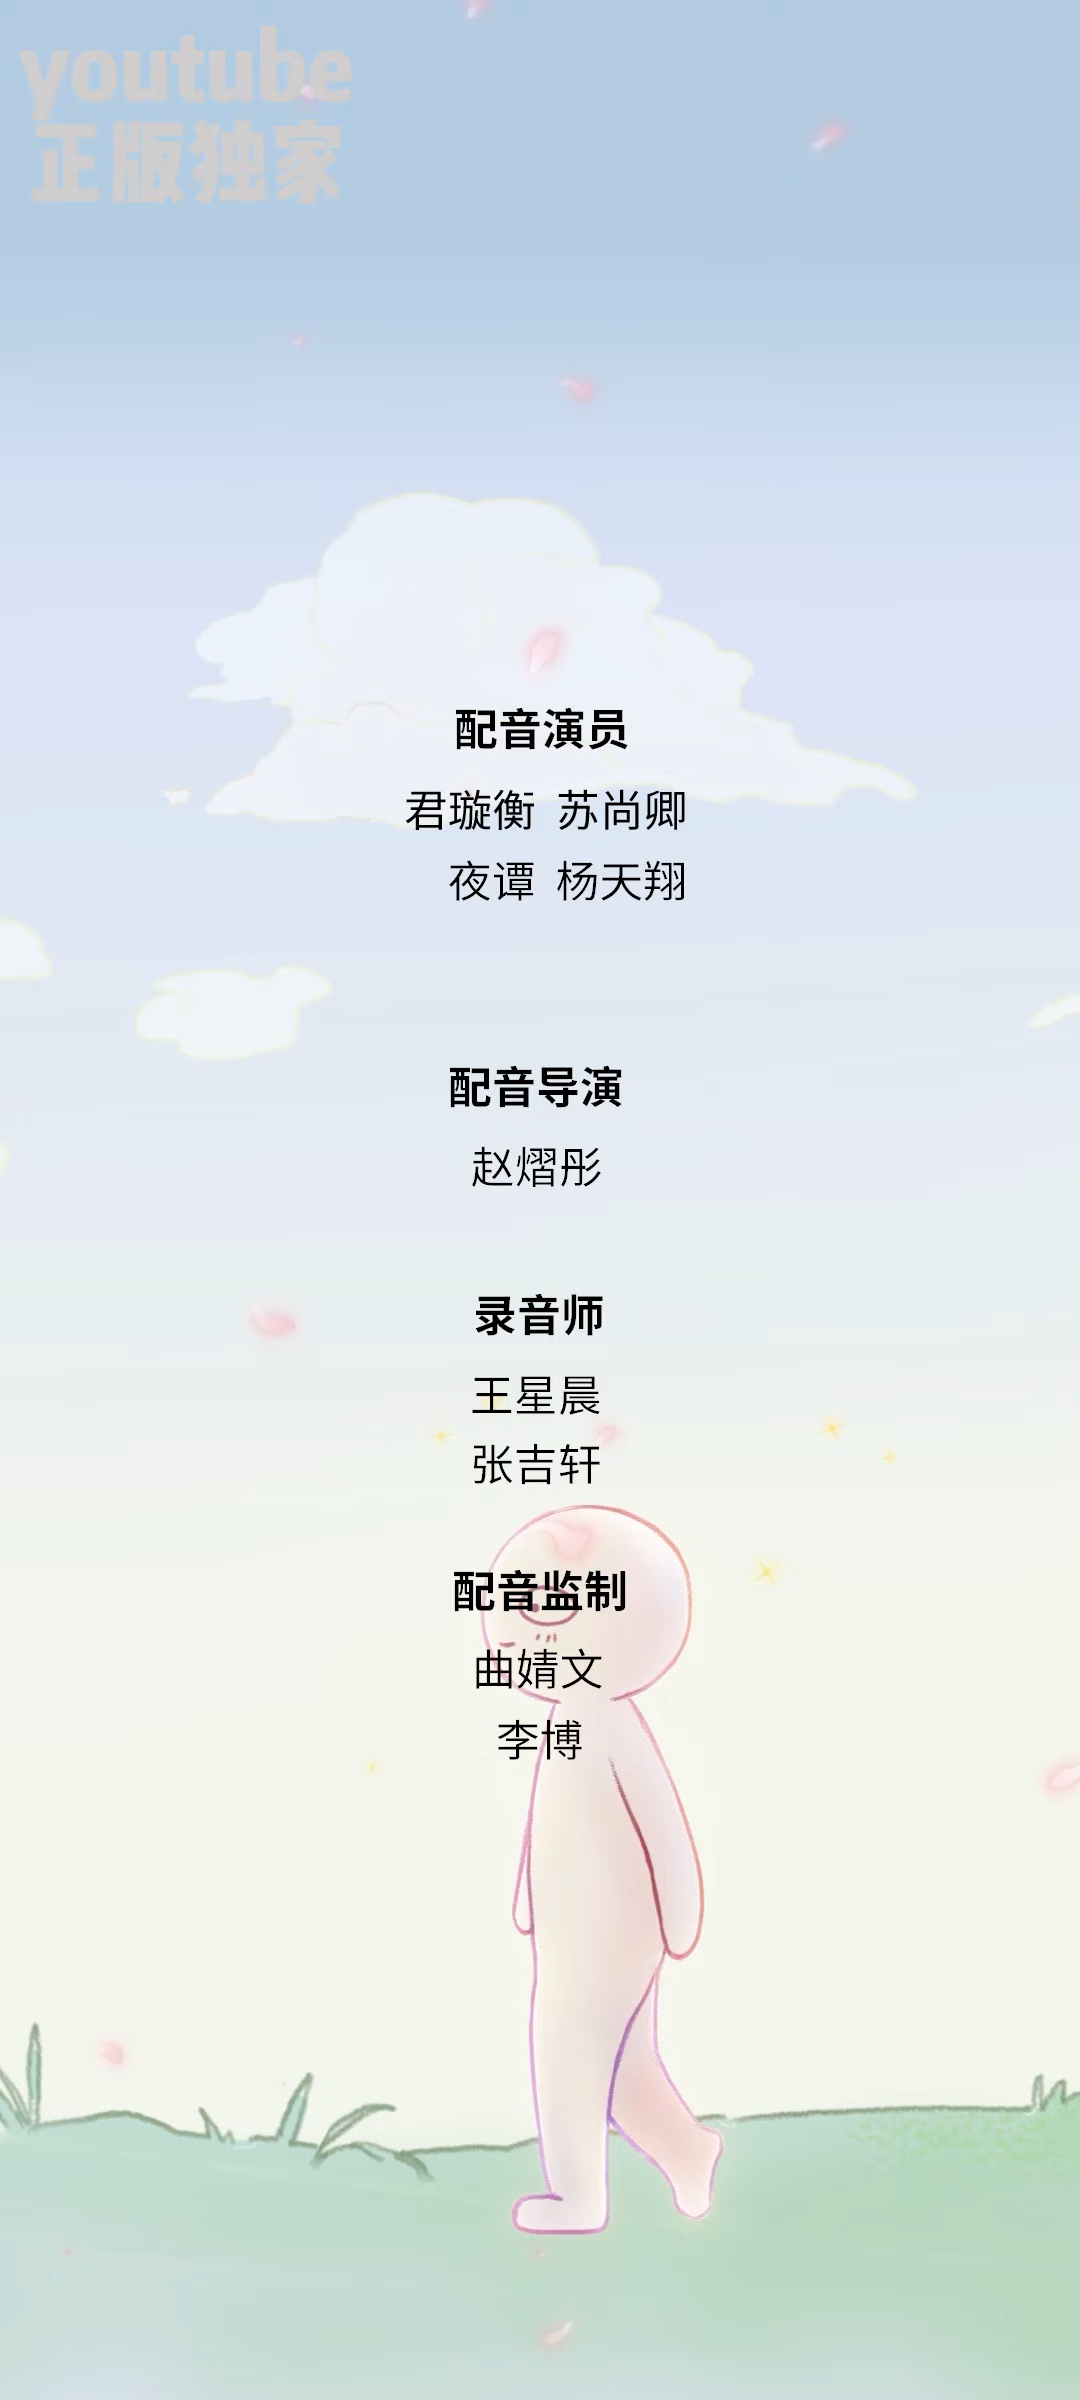 youtube
正版独家
配音演员
君璇衡 苏尚卿
夜谭 杨天翔
配音导演
赵熠彤
录音师
王星晨
张吉轩
配音监制
曲婧文
李博